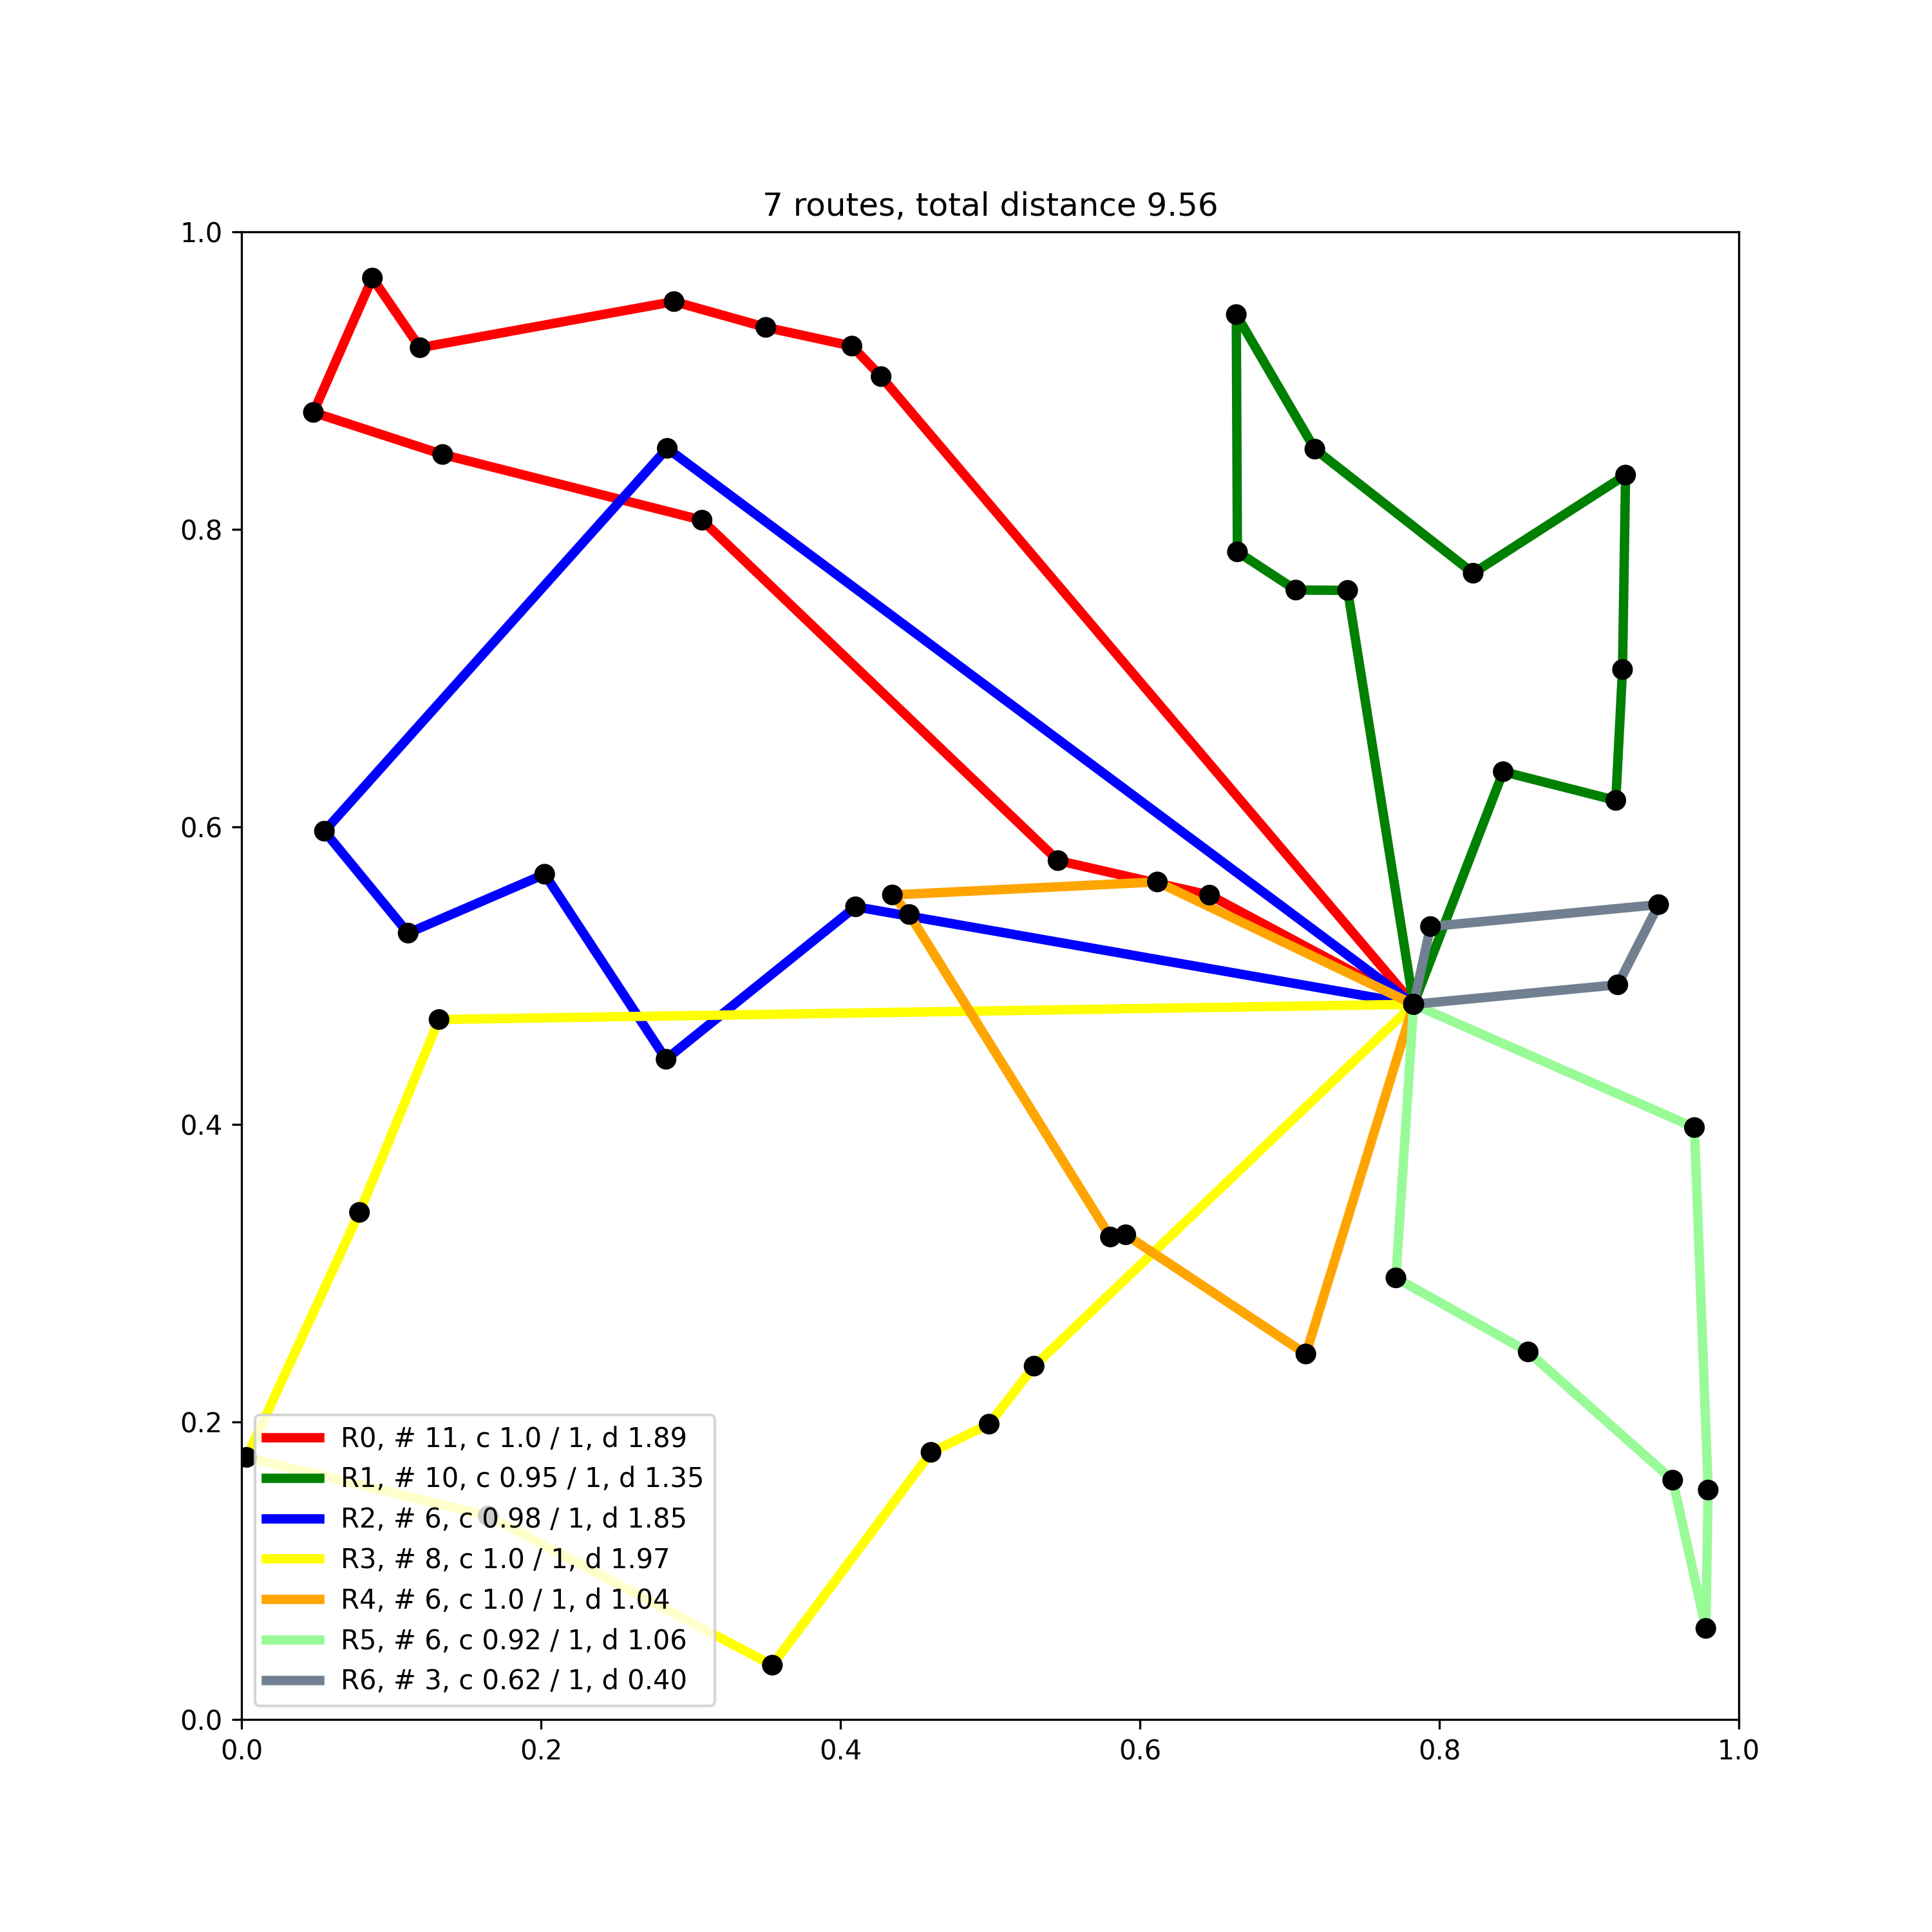 7 routes, total distance 9.56
1.0
0.8
0.6
0.4
0.2
0.0
R0, # 11, c 1.0 / 1, d 1.89
R1, # 10, c 0.95 / 1, d 1.35
R2, # 6, c 0.98 / 1, d 1.85
R3, # 8, c 1.0 / 1, d 1.97
R4, # 6, c 1.0 / 1, d 1.04
R5, # 6, c 0.92 / 1, d 1.06
R6, # 3, c 0.62 / 1, d 0.40
0.0 0.2 0.4 0.6 0.8 1.0